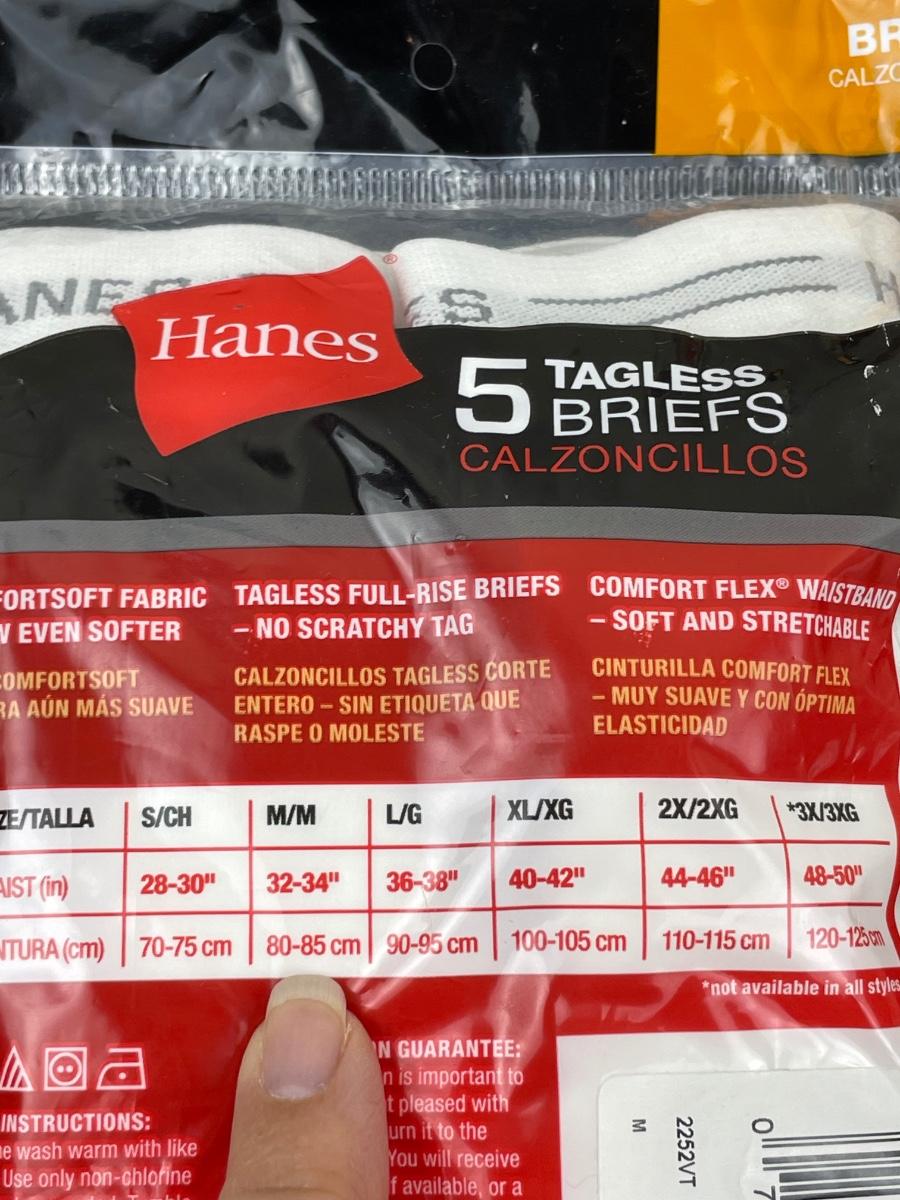 BR
CALZO
ANES
S
H
Hanes®
5 TAGLESS
BRIEFS
CALZONCILLOS
FORTSOFT FABRIC
W EVEN SOFTER
COMFORTSOFT
RA AÚN MÁS SUAVE
TAGLESS FULL-RISE BRIEFS
– NO SCRATCHY TAG
CALZONCILLOS TAGLESS CORTE
ENTERO – SIN ETIQUETA QUE
RASPE O MOLESTE
COMFORT FLEX® WAISTBAND
– SOFT AND STRETCHABLE
CINTURILLA COMFORT FLEX
– MUY SUAVE Y CON ÓPTIMA
ELASTICIDAD
ZE/TALLA S/CH M/M L/G XL/XG 2X/2XG *3X/3XG
AIST (in) 28-30" 32-34" 36-38" 40-42" 44-46" 48-50"
NTURA (cm) 70-75 cm 80-85 cm 90-95 cm 100-105 cm 110-115 cm 120-125 cm
*not available in all styles
INSTRUCTIONS:
ne wash warm with like
Use only non-chlorine
N GUARANTEE:
n is important to
t pleased with
urn it to the
You will receive
f available, or a
2252VT
M
0
7